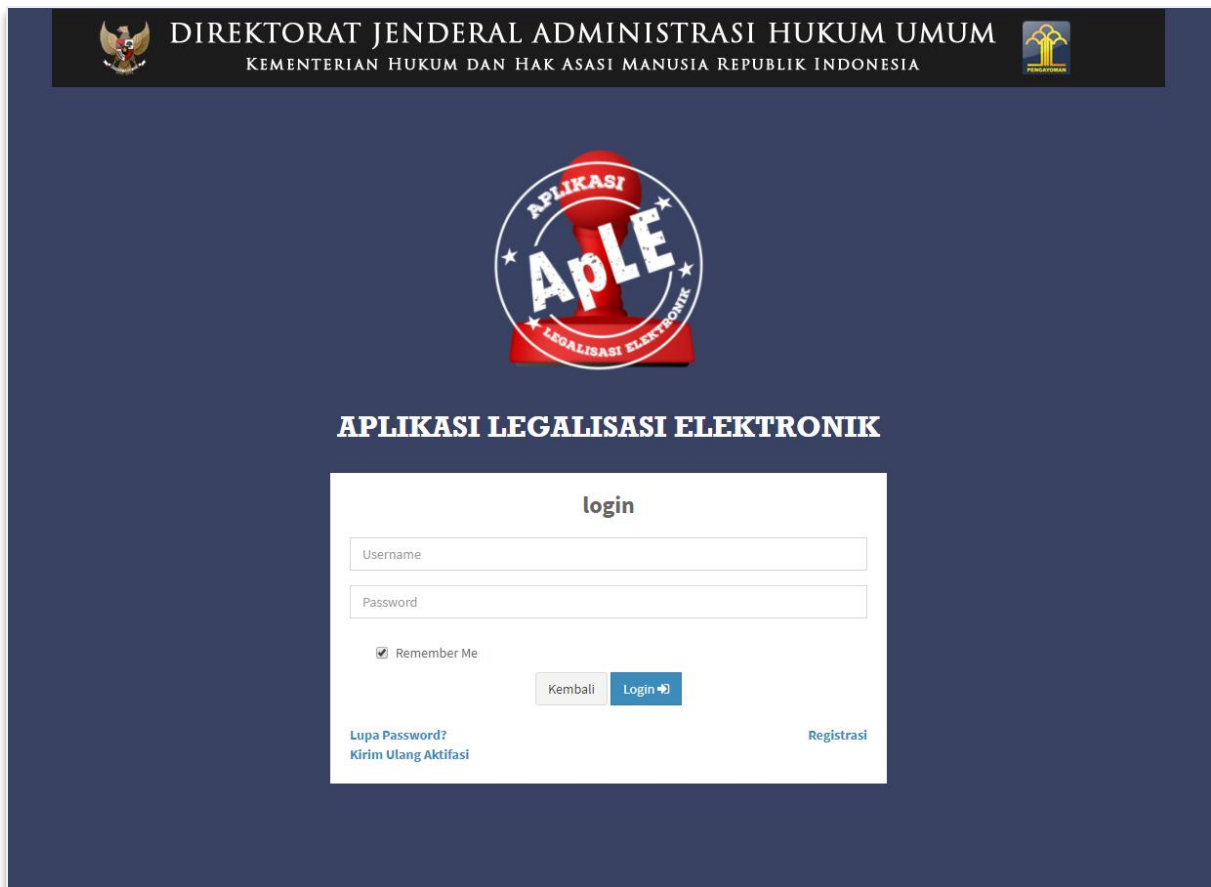 DIREKTORAT JENDERAL ADMINISTRASI HUKUM UMUM
KEMENTERIAN HUKUM DAN HAK ASASI MANUSIA REPUBLIK INDONESIA
PENGAYOMAN
APLIKASI
ApLE
LEGALISASI ELEKTRONIK
APLIKASI LEGALISASI ELEKTRONIK
login
Username
Password
Remember Me
Kembali
Login
Lupa Password?
Registrasi
Kirim Ulang Aktifasi